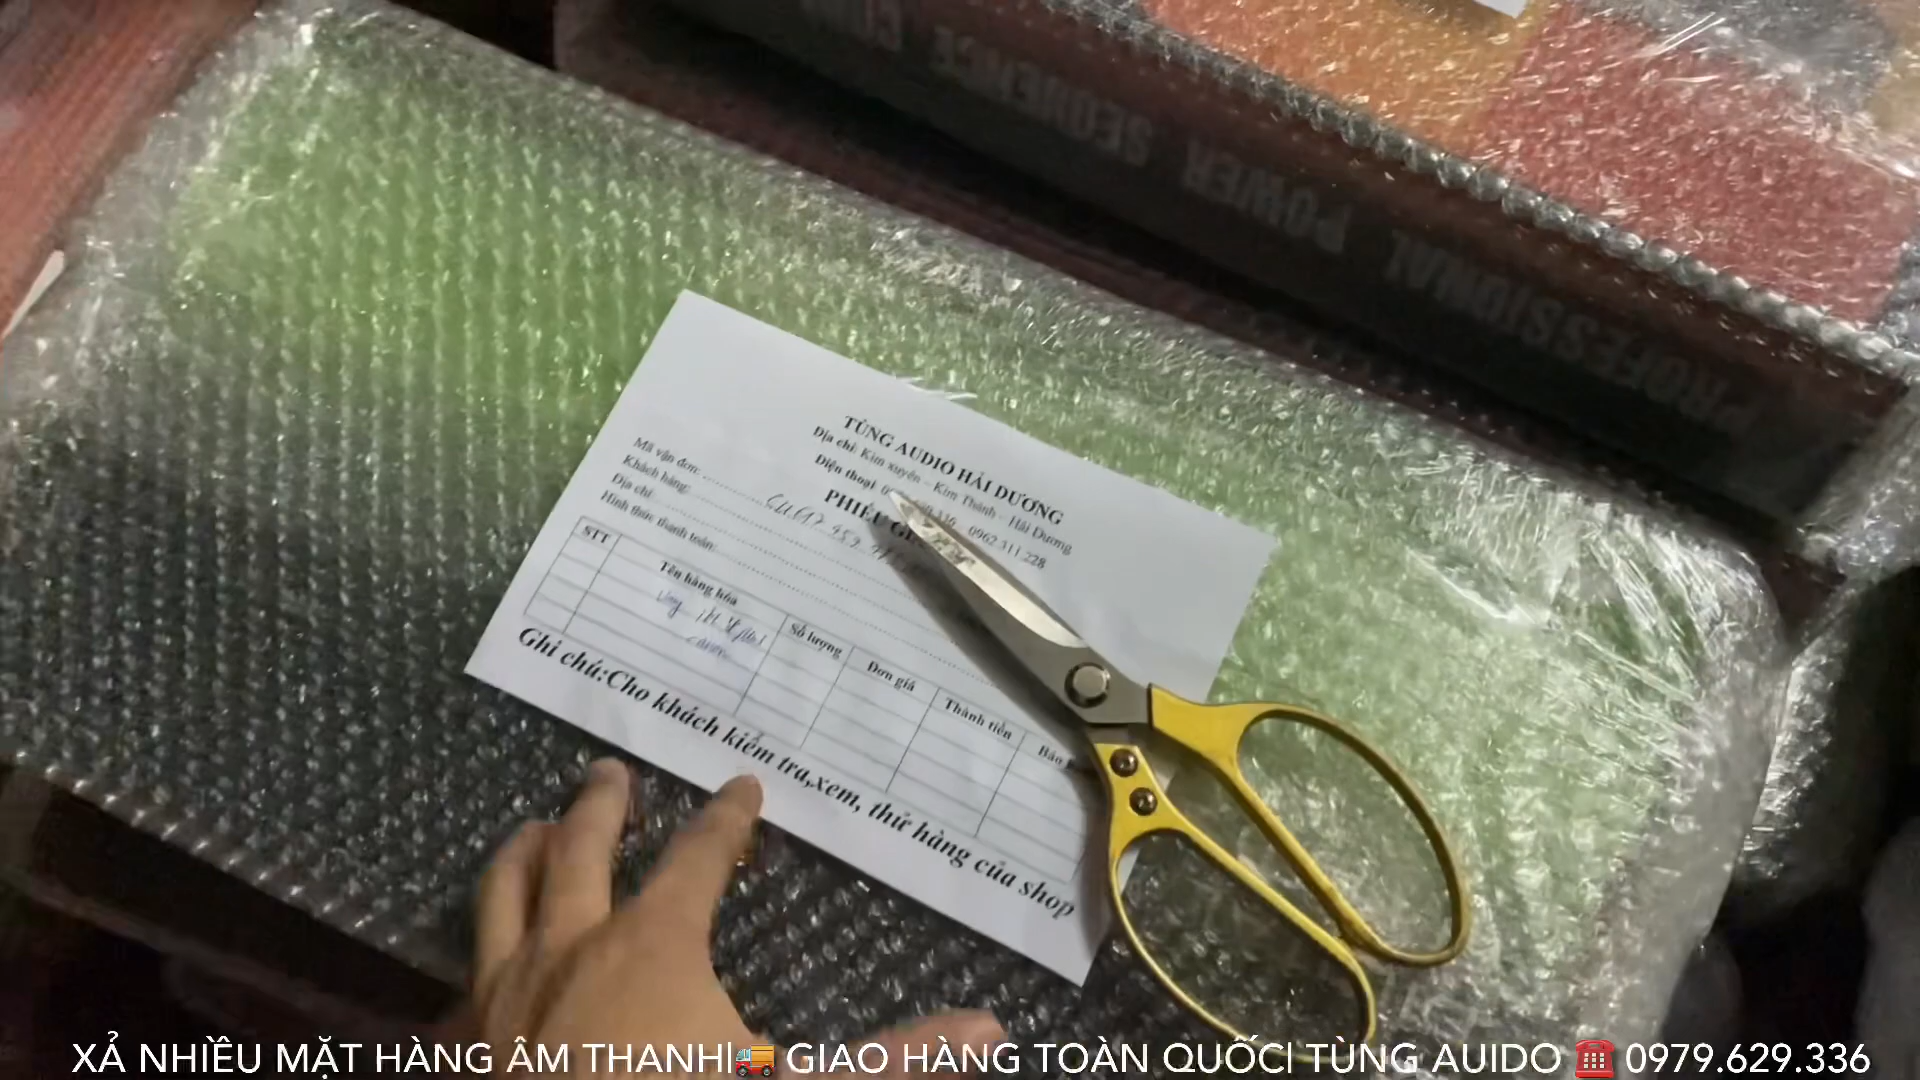 PROFESSIONAL POWER SEQUENCE
TÙNG AUDIO HẢI DƯƠNG
Địa chỉ: Kim xuyên – Kim Thành – Hải Dương
Điện thoại 0962 311 228
PHIẾU
Mã vận đơn:
Khách hàng:
Địa chỉ
Hình thức thanh toán:
STT Tên hàng hóa Số lượng Đơn giá Thành tiền Bảo
Ghi chú:Cho khách kiểm tra,xem, thử hàng của shop
XẢ NHIỀU MẶT HÀNG ÂM THANH|🚚 GIAO HÀNG TOÀN QUỐC| TÙNG AUIDO ☎️ 0979.629.336